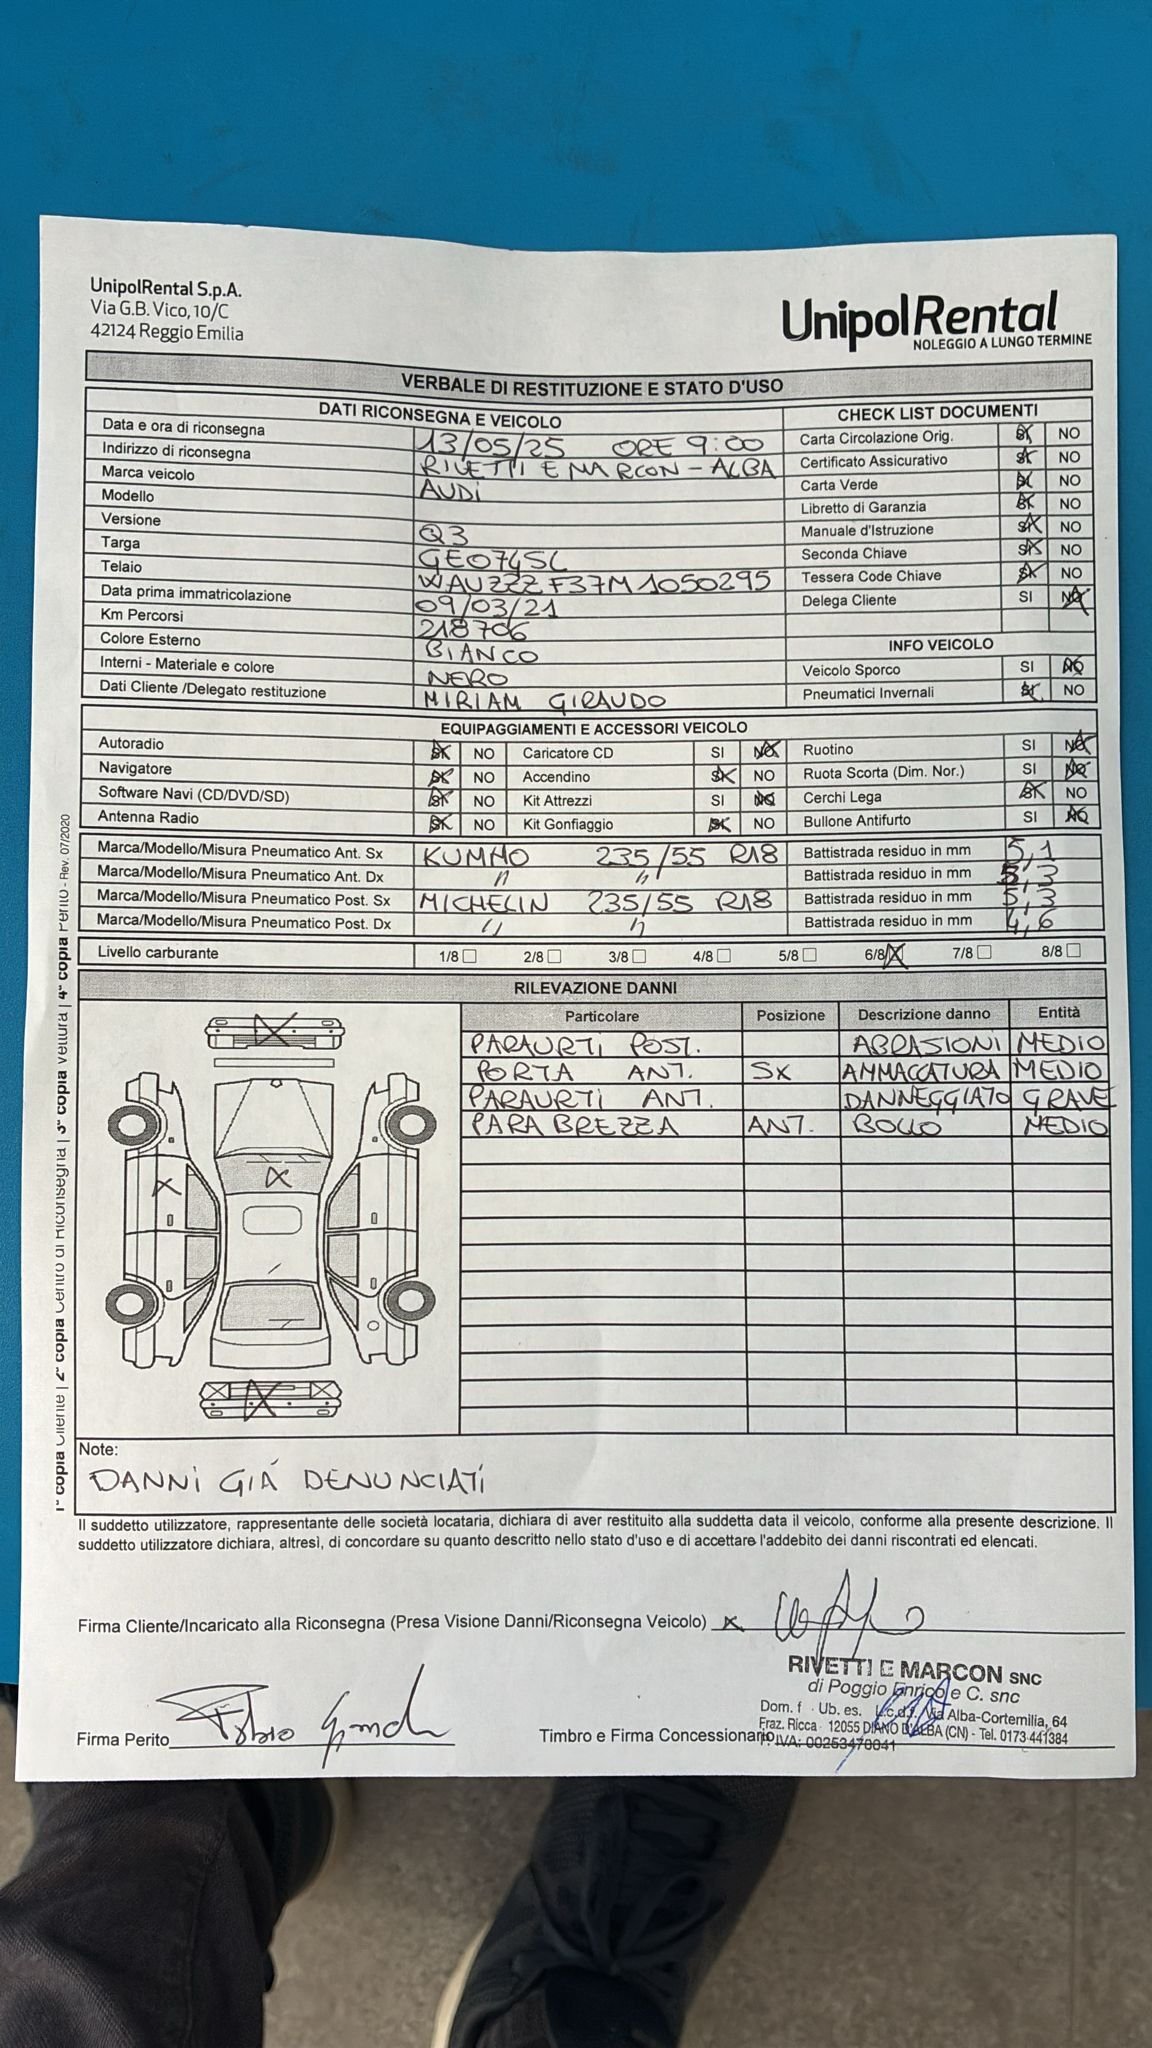 UnipolRental S.p.A.
Via G.B. Vico, 10/C
42124 Reggio Emilia
UnipolRental
NOLEGGIO A LUNGO TERMINE
VERBALE DI RESTITUZIONE E STATO D'USO
DATI RICONSEGNA E VEICOLO
Data e ora di riconsegna 13/05/25 ORE 9:00
Indirizzo di riconsegna RIVETTI E MARCON - ALBA
Marca veicolo AUDI
Modello
Versione Q3
Targa GE074SL
Telaio WAUZZZF37M1050295
Data prima immatricolazione 09/03/21
Km Percorsi 218706
Colore Esterno BIANCO
Interni - Materiale e colore NERO
Dati Cliente /Delegato restituzione MIRIAM GIRAUDO
CHECK LIST DOCUMENTI
Carta Circolazione Orig. SI NO
Certificato Assicurativo SI NO
Carta Verde SI NO
Libretto di Garanzia SI NO
Manuale d'Istruzione SI NO
Seconda Chiave SI NO
Tessera Code Chiave SI NO
Delega Cliente SI NO
INFO VEICOLO
Veicolo Sporco SI NO
Pneumatici Invernali SI NO
EQUIPAGGIAMENTI E ACCESSORI VEICOLO
Autoradio SI NO Caricatore CD SI NO Ruotino SI NO
Navigatore SI NO Accendino SI NO Ruota Scorta (Dim. Nor.) SI NO
Software Navi (CD/DVD/SD) SI NO Kit Attrezzi SI NO Cerchi Lega SI NO
Antenna Radio SI NO Kit Gonfiaggio SI NO Bullone Antifurto SI NO
Marca/Modello/Misura Pneumatico Ant. Sx KUMHO 235/55 R18 Battistrada residuo in mm 5,1
Marca/Modello/Misura Pneumatico Ant. Dx " " Battistrada residuo in mm 5,3
Marca/Modello/Misura Pneumatico Post. Sx MICHELIN 235/55 R18 Battistrada residuo in mm 5,3
Marca/Modello/Misura Pneumatico Post. Dx " " Battistrada residuo in mm 4,6
Livello carburante 1/8 2/8 3/8 4/8 5/8 6/8 7/8 8/8
RILEVAZIONE DANNI
Particolare Posizione Descrizione danno Entità
PARAURTI POST. ABRASIONI MEDIO
PORTA ANT. SX AMMACCATURA MEDIO
PARAURTI ANT. DANNEGGIATO GRAVE
PARABREZZA ANT. BOLLO MEDIO
Note:
DANNI GIÁ DENUNCIATI
Il suddetto utilizzatore, rappresentante delle società locataria, dichiara di aver restituito alla suddetta data il veicolo, conforme alla presente descrizione. Il
suddetto utilizzatore dichiara, altresì, di concordare su quanto descritto nello stato d'uso e di accettare l'addebito dei danni riscontrati ed elencati.
Firma Cliente/Incaricato alla Riconsegna (Presa Visione Danni/Riconsegna Veicolo) x
RIVETTI E MARCON SNC
di Poggio Enrico e C. snc
Dom. f Ub. es. L.c.d.f. Via Alba-Cortemilia, 64
Fraz. Ricca - 12055 DIANO D'ALBA (CN) - Tel. 0173 441384
P. IVA: 00253470041
Firma Perito Fabio
Timbro e Firma Concessionario
1° copia Cliente | 2° copia Centro di Riconsegna | 3° copia Vettura | 4° copia Perito - Rev. 07/2020